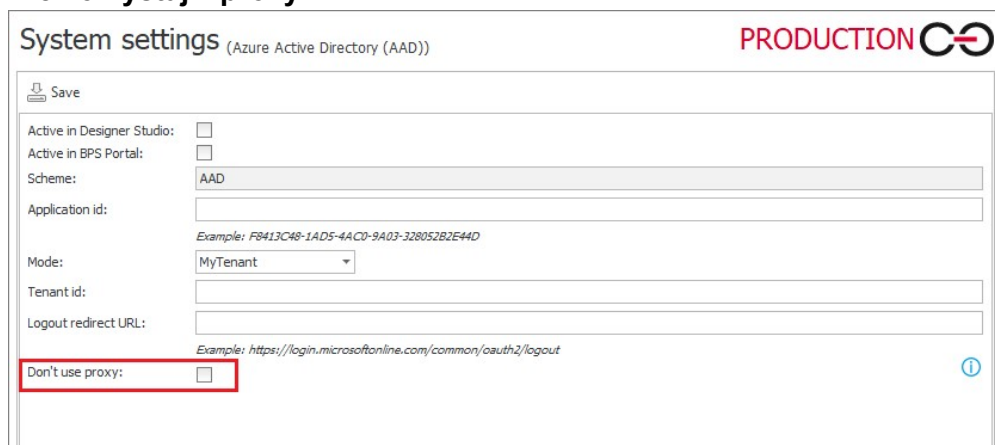 System settings (Azure Active Directory (AAD))
PRODUCTION
Save
Active in Designer Studio:
Active in BPS Portal:
Scheme: AAD
Application id:
Example: F8413C48-1AD5-4AC0-9A03-328052B2E44D
Mode: MyTenant
Tenant id:
Logout redirect URL:
Example: https://login.microsoftonline.com/common/oauth2/logout
Don't use proxy: